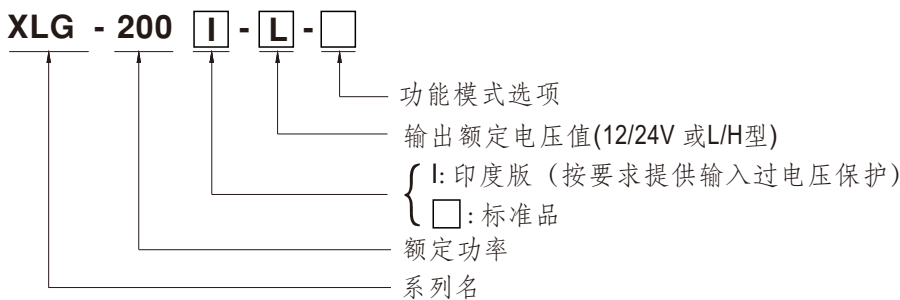 XLG - 200 I - L - □
功能模式选项
输出额定电压值(12/24V 或L/H型)
I: 印度版（按要求提供输入过电压保护）
□: 标准品
额定功率
系列名